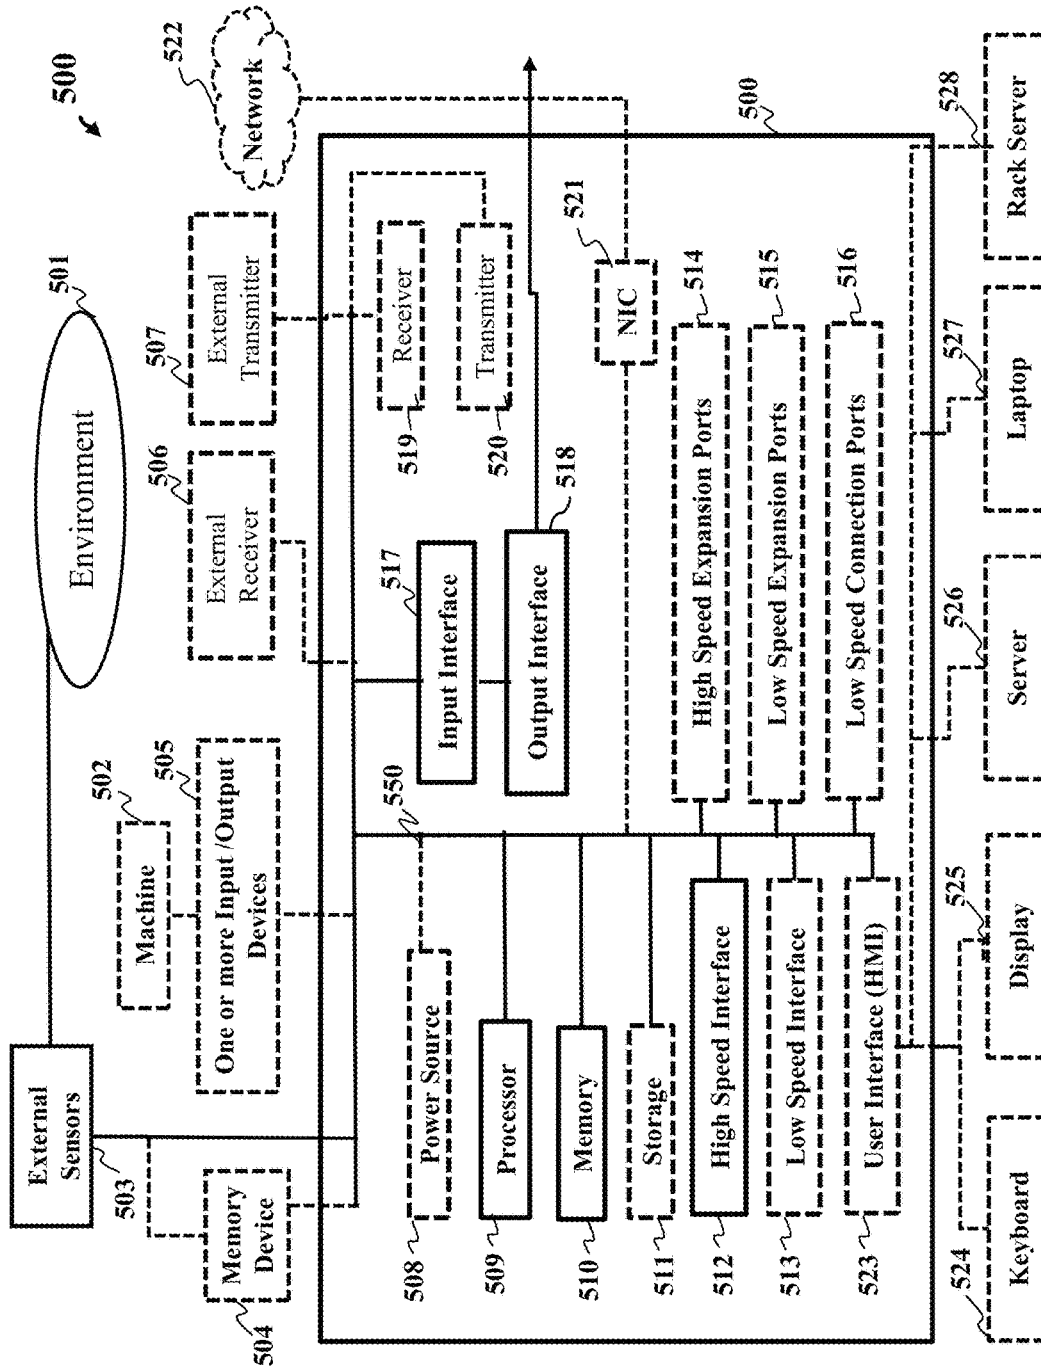 500
501
Environment
External
Sensors
503
502
Machine
505
One or more Input /Output
Devices
Memory
Device
504
506
External
Receiver
507
External
Transmitter
522
Network
500
508
Power Source
550
509
Processor
510
Memory
511
Storage
512
High Speed Interface
513
Low Speed Interface
523
User Interface (HMI)
517
Input Interface
518
Output Interface
519
Receiver
520
Transmitter
521
NIC
514
High Speed Expansion Ports
515
Low Speed Expansion Ports
516
Low Speed Connection Ports
524
Keyboard
525
Display
526
Server
527
Laptop
528
Rack Server